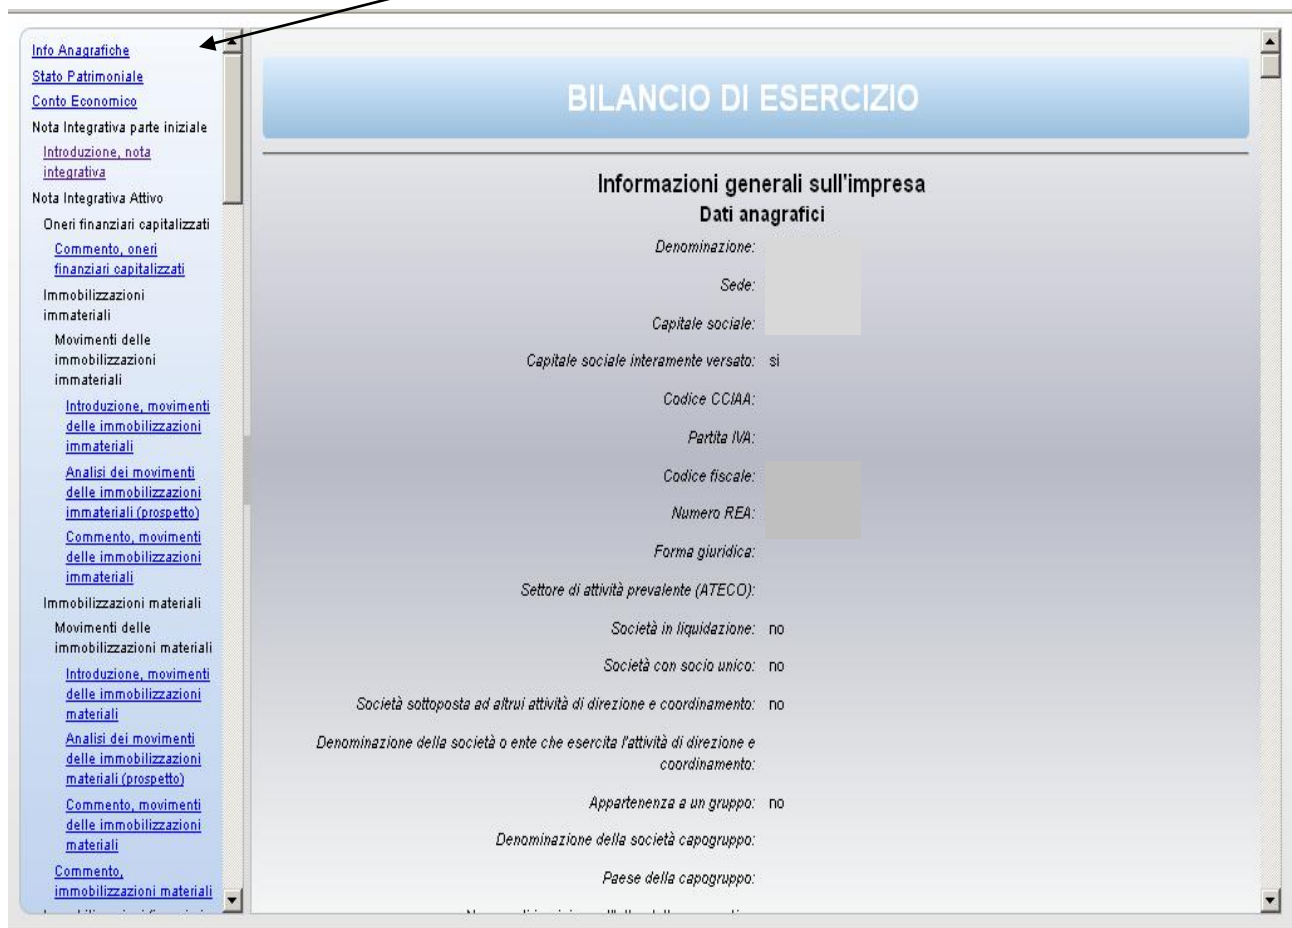 Info Anagrafiche
Stato Patrimoniale
Conto Economico
Nota Integrativa parte iniziale
Introduzione, nota
integrativa
Nota Integrativa Attivo
Oneri finanziari capitalizzati
Commento, oneri
finanziari capitalizzati
Immobilizzazioni
immateriali
Movimenti delle
immobilizzazioni
immateriali
Introduzione, movimenti
delle immobilizzazioni
immateriali
Analisi dei movimenti
delle immobilizzazioni
immateriali (prospetto)
Commento, movimenti
delle immobilizzazioni
immateriali
Immobilizzazioni materiali
Movimenti delle
immobilizzazioni materiali
Introduzione, movimenti
delle immobilizzazioni
materiali
Analisi dei movimenti
delle immobilizzazioni
materiali (prospetto)
Commento, movimenti
delle immobilizzazioni
materiali
Commento,
immobilizzazioni materiali
BILANCIO DI ESERCIZIO
Informazioni generali sull'impresa
Dati anagrafici
Denominazione:
Sede:
Capitale sociale:
Capitale sociale interamente versato: si
Codice CCIAA:
Partita IVA:
Codice fiscale:
Numero REA:
Forma giuridica:
Settore di attività prevalente (ATECO):
Società in liquidazione: no
Società con socio unico: no
Società sottoposta ad altrui attività di direzione e coordinamento: no
Denominazione della società o ente che esercita l'attività di direzione e
coordinamento:
Appartenenza a un gruppo: no
Denominazione della società capogruppo:
Paese della capogruppo: